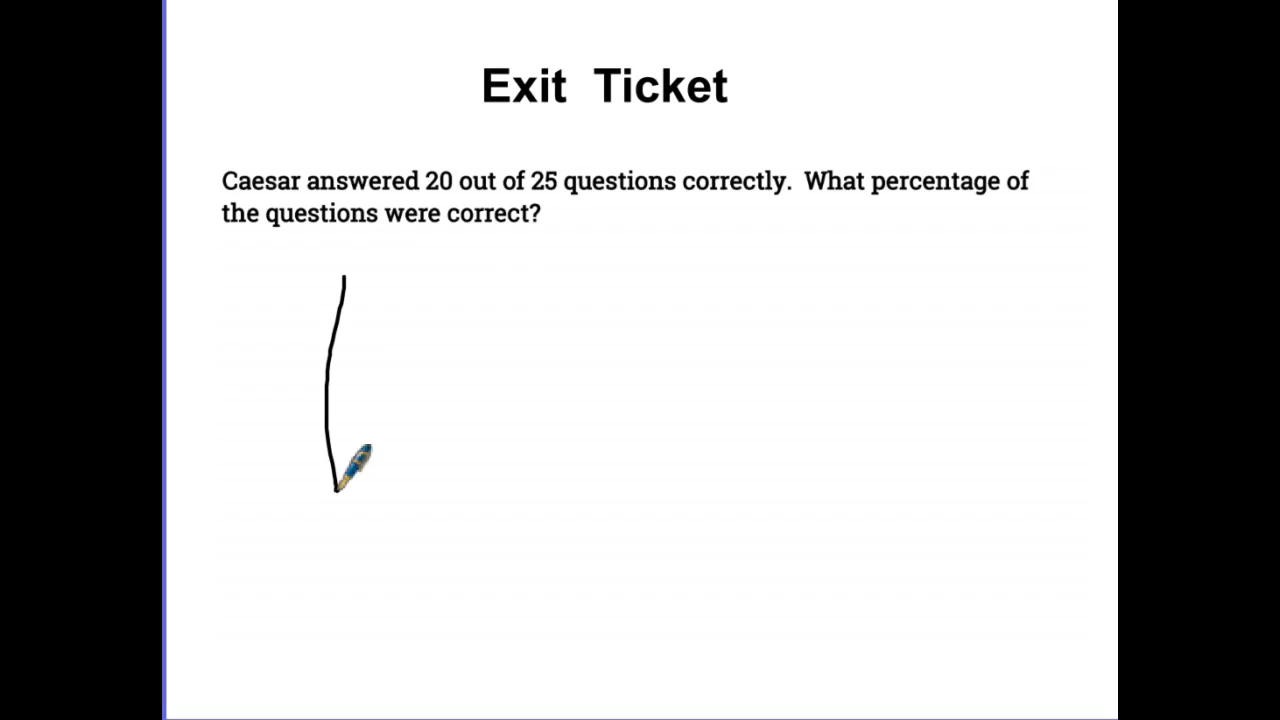 Exit Ticket
Caesar answered 20 out of 25 questions correctly. What percentage of
the questions were correct?